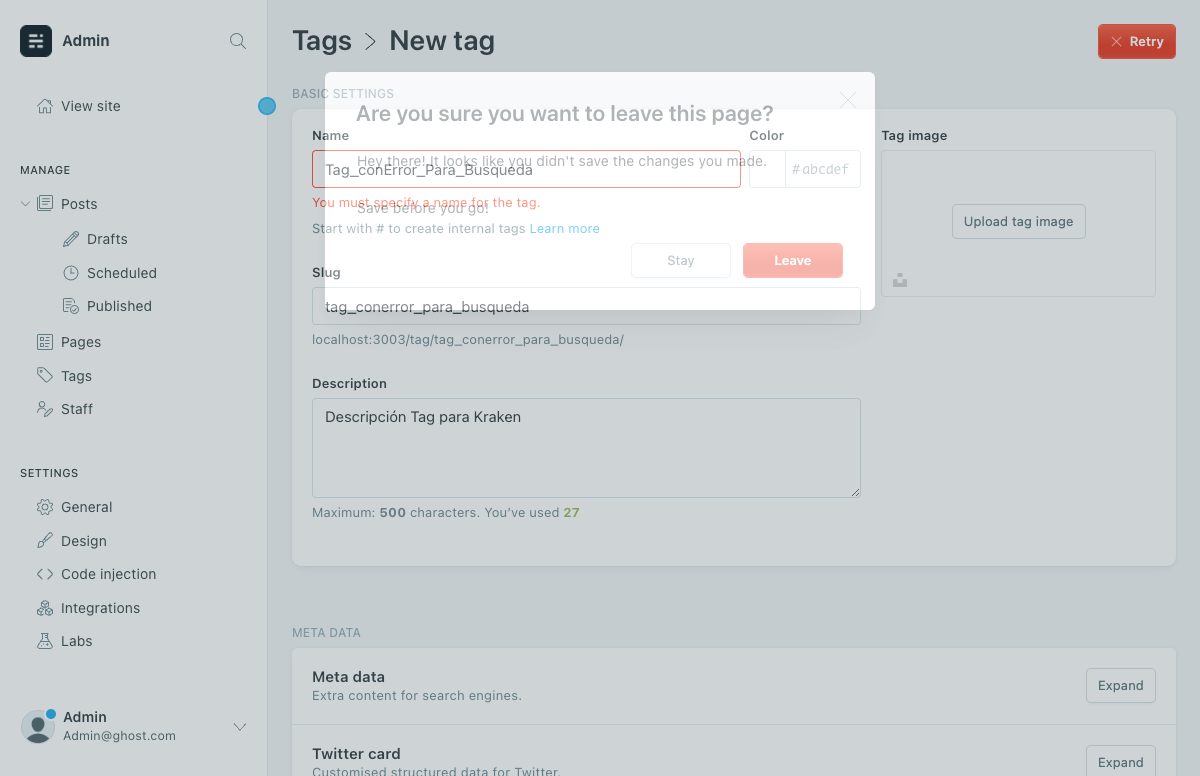 Admin
View site
MANAGE
Posts
Drafts
Scheduled
Published
Pages
Tags
Staff
SETTINGS
General
Design
Code injection
Integrations
Labs
Admin
Admin@ghost.com
Tags > New tag
Retry
BASIC SETTINGS
Are you sure you want to leave this page?
Hey there! It looks like you didn't save the changes you made.
Save before you go!
Stay
Leave
Name
Tag_conError_Para_Busqueda
You must specify a name for the tag.
Start with # to create internal tags Learn more
Color
# abcdef
Slug
tag_conerror_para_busqueda
localhost:3003/tag/tag_conerror_para_busqueda/
Description
Descripción Tag para Kraken
Maximum: 500 characters. You’ve used 27
Tag image
Upload tag image
META DATA
Meta data
Extra content for search engines.
Expand
Twitter card
Customised structured data for Twitter.
Expand